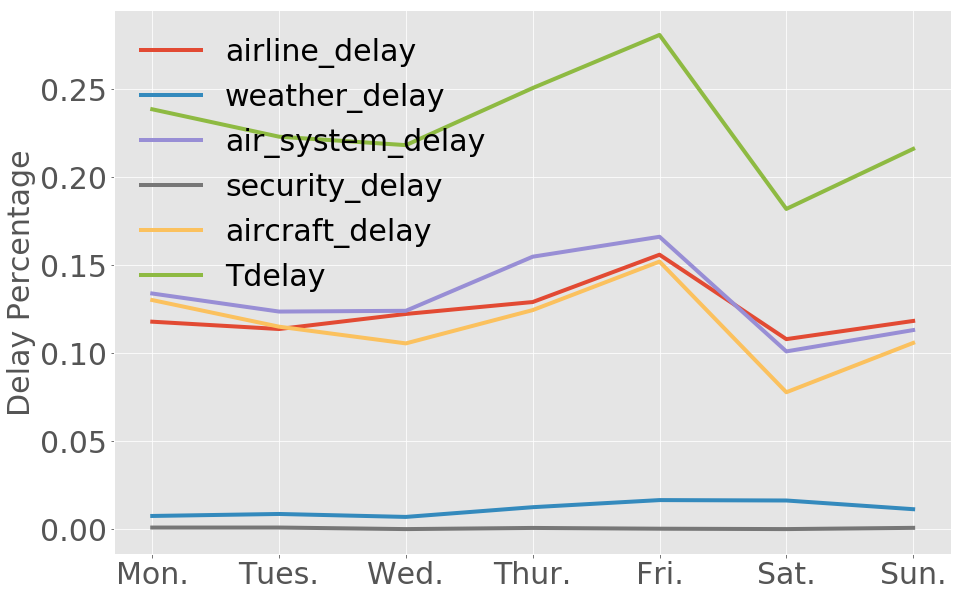 airline_delay
weather_delay
air_system_delay
security_delay
aircraft_delay
Tdelay
Delay Percentage
0.25
0.20
0.15
0.10
0.05
0.00
Mon. Tues. Wed. Thur. Fri. Sat. Sun.